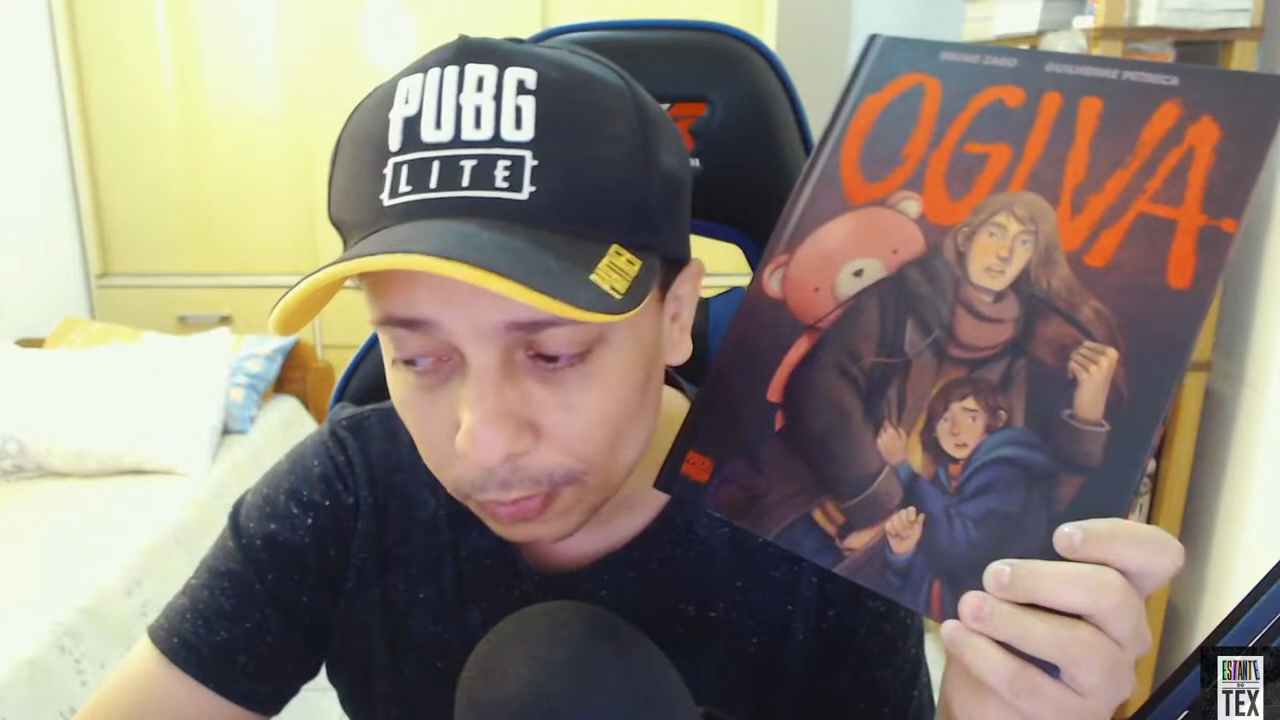 PUBG
LITE
BRUNO ZAGO GUILHERME PETRECA
OGIVA
ESTANTE
DO
TEX